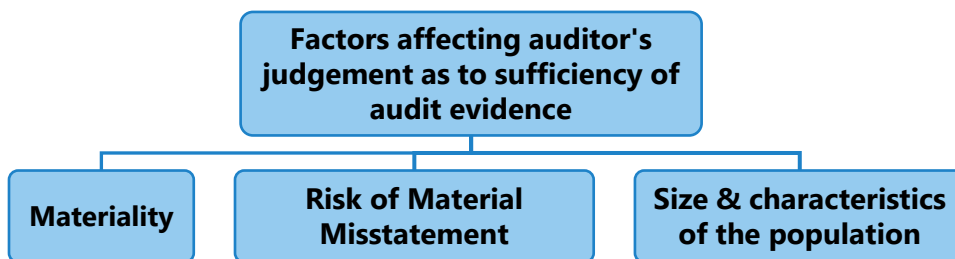 Factors affecting auditor's
judgement as to sufficiency of
audit evidence
Materiality
Risk of Material
Misstatement
Size & characteristics
of the population